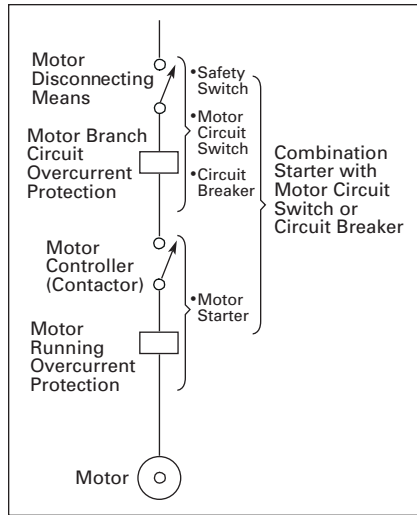 Motor
Disconnecting
Means
Motor Branch
Circuit
Overcurrent
Protection
Motor
Controller
(Contactor)
Motor
Running
Overcurrent
Protection
Motor
•Safety
Switch
•Motor
Circuit
Switch
•Circuit
Breaker
•Motor
Starter
Combination
Starter with
Motor Circuit
Switch or
Circuit Breaker